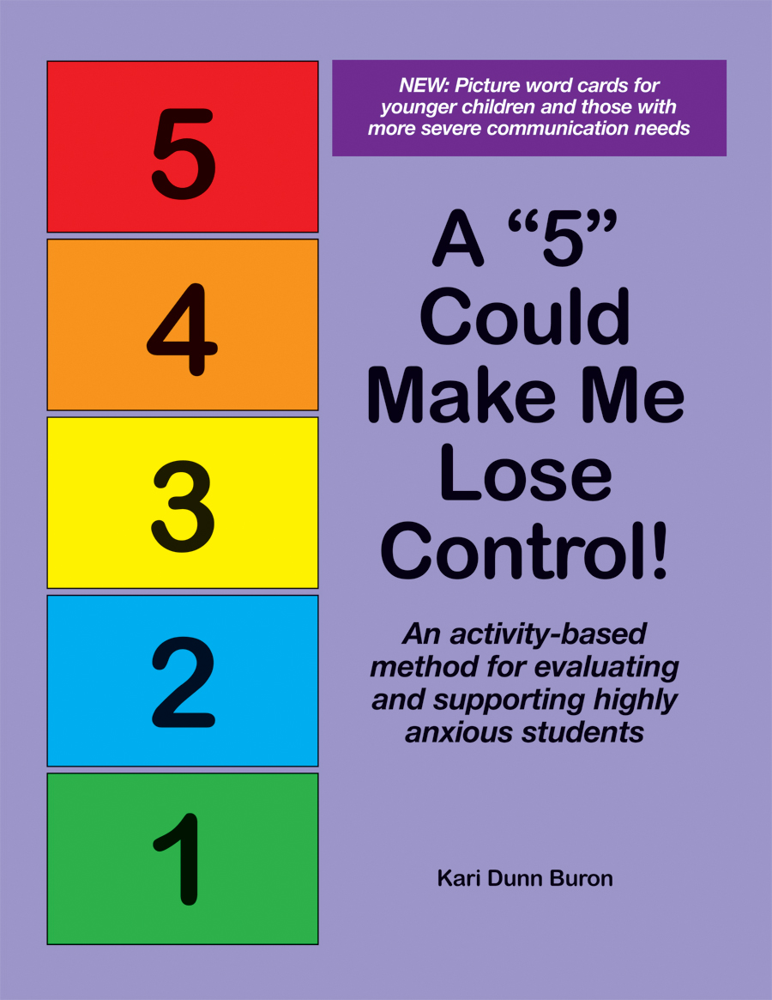 5
4
3
2
1
NEW: Picture word cards for
younger children and those with
more severe communication needs
A “5”
Could
Make Me
Lose
Control!
An activity-based
method for evaluating
and supporting highly
anxious students
Kari Dunn Buron